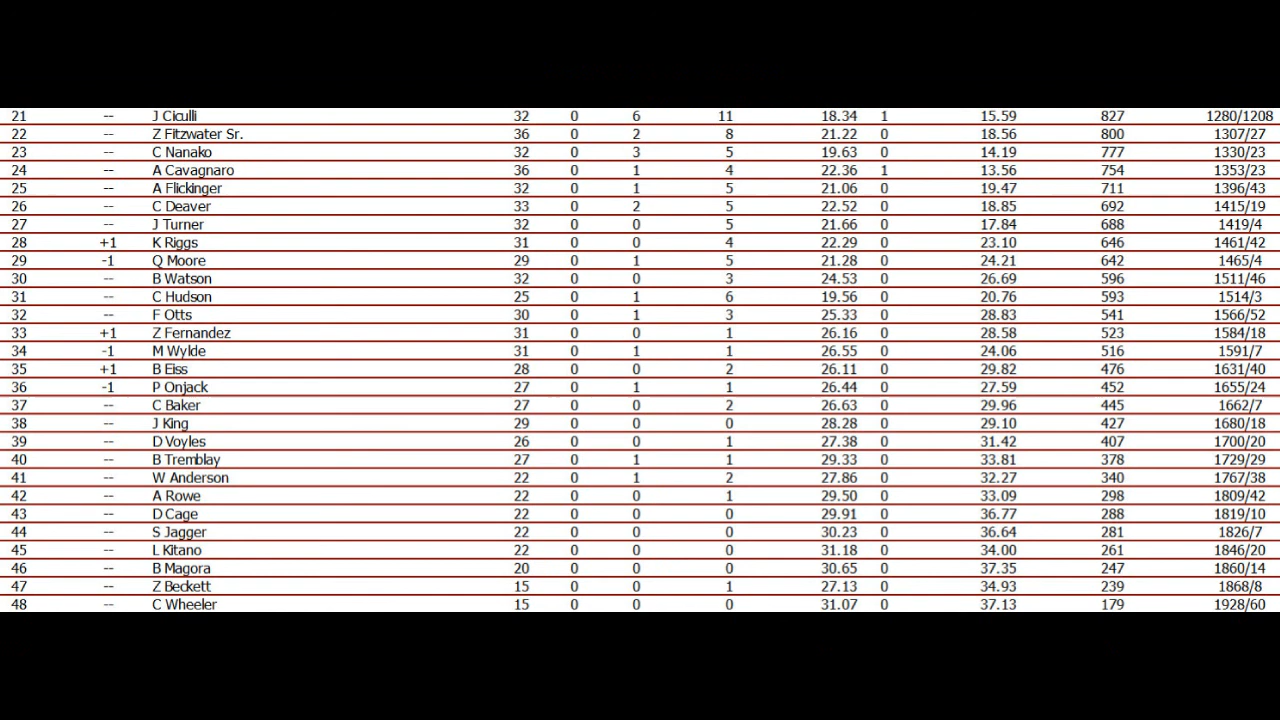 21 -- J Ciculli 32 0 6 11 18.34 1 15.59 827 1280/1208
22 -- Z Fitzwater Sr. 36 0 2 8 21.22 0 18.56 800 1307/27
23 -- C Nanako 32 0 3 5 19.63 0 14.19 777 1330/23
24 -- A Cavagnaro 36 0 1 4 22.36 1 13.56 754 1353/23
25 -- A Flickinger 32 0 1 5 21.06 0 19.47 711 1396/43
26 -- C Deaver 33 0 2 5 22.52 0 18.85 692 1415/19
27 -- J Turner 32 0 0 5 21.66 0 17.84 688 1419/4
28 +1 K Riggs 31 0 0 4 22.29 0 23.10 646 1461/42
29 -1 Q Moore 29 0 1 5 21.28 0 24.21 642 1465/4
30 -- B Watson 32 0 0 3 24.53 0 26.69 596 1511/46
31 -- C Hudson 25 0 1 6 19.56 0 20.76 593 1514/3
32 -- F Otts 30 0 1 3 25.33 0 28.83 541 1566/52
33 +1 Z Fernandez 31 0 0 1 26.16 0 28.58 523 1584/18
34 -1 M Wylde 31 0 1 1 26.55 0 24.06 516 1591/7
35 +1 B Eiss 28 0 0 2 26.11 0 29.82 476 1631/40
36 -1 P Onjack 27 0 1 1 26.44 0 27.59 452 1655/24
37 -- C Baker 27 0 0 2 26.63 0 29.96 445 1662/7
38 -- J King 29 0 0 0 28.28 0 29.10 427 1680/18
39 -- D Voyles 26 0 0 1 27.38 0 31.42 407 1700/20
40 -- B Tremblay 27 0 1 1 29.33 0 33.81 378 1729/29
41 -- W Anderson 22 0 1 2 27.86 0 32.27 340 1767/38
42 -- A Rowe 22 0 0 1 29.50 0 33.09 298 1809/42
43 -- D Cage 22 0 0 0 29.91 0 36.77 288 1819/10
44 -- S Jagger 22 0 0 0 30.23 0 36.64 281 1826/7
45 -- L Kitano 22 0 0 0 31.18 0 34.00 261 1846/20
46 -- B Magora 20 0 0 0 30.65 0 37.35 247 1860/14
47 -- Z Beckett 15 0 0 1 27.13 0 34.93 239 1868/8
48 -- C Wheeler 15 0 0 0 31.07 0 37.13 179 1928/60